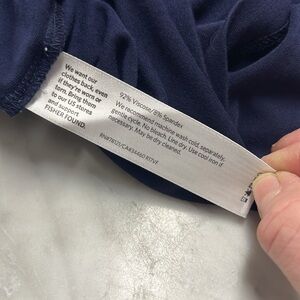 We want our
clothes back, even
if they're worn or
torn. Bring them
to our US stores
and support
FISHER FOUND.
92% Viscose/8% Spandex
We recommend machine wash cold, separately,
gentle cycle. No bleach. Line dry. Use cool iron if
necessary. May be dry cleaned.